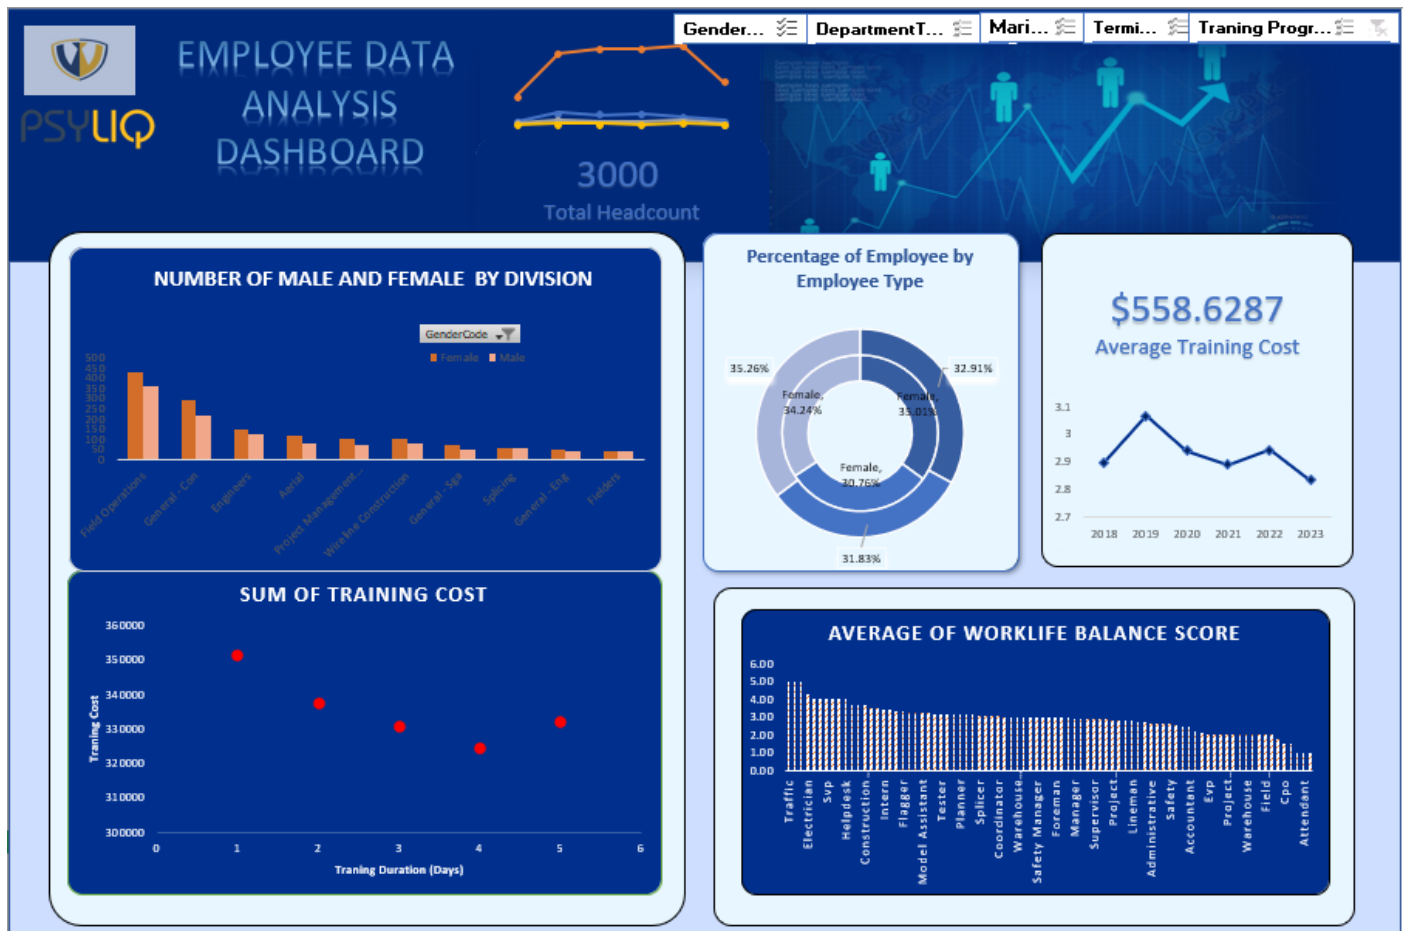 Gender...
DepartmentT...
Mari...
Termi...
Traning Progr...
PSYLIQ
EMPLOYEE DATA
ANALYSIS
DASHBOARD
3000
Total Headcount
NUMBER OF MALE AND FEMALE BY DIVISION
GenderCode
Female
Male
500
450
400
350
300
250
200
150
100
50
0
Field Operations
General - Con
Engineers
Aerial
Project Management...
Wireline Construction
General - Sga
Splicing
General - Eng
Fielders
Percentage of Employee by
Employee Type
35.26%
32.91%
Female,
34.24%
Female,
35.01%
Female,
30.76%
31.83%
$558.6287
Average Training Cost
3.1
3
2.9
2.8
2.7
2018
2019
2020
2021
2022
2023
SUM OF TRAINING COST
Traning Cost
360000
350000
340000
330000
320000
310000
300000
0
1
2
3
4
5
6
Traning Duration (Days)
AVERAGE OF WORKLIFE BALANCE SCORE
6.00
5.00
4.00
3.00
2.00
1.00
0.00
Traffic
Electrician
Svp
Helpdesk
Construction
Intern
Flagger
Model Assistant
Tester
Planner
Splicer
Coordinator
Warehouse
Safety Manager
Foreman
Manager
Supervisor
Project
Lineman
Administrative
Safety
Accountant
Evp
Project
Warehouse
Field
Cpo
Attendant